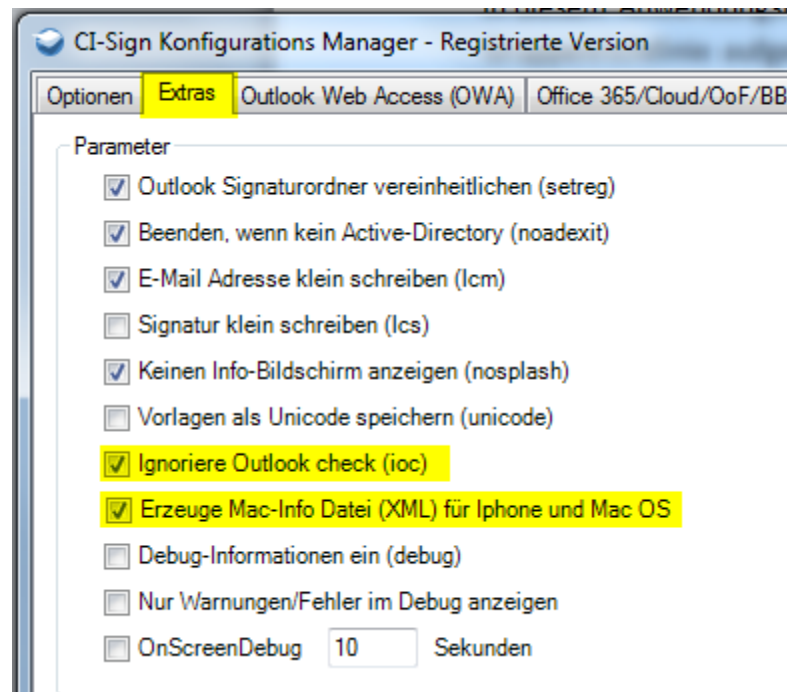 CI-Sign Konfigurations Manager - Registrierte Version
Optionen Extras Outlook Web Access (OWA) Office 365/Cloud/OoF/BB
Parameter
Outlook Signaturordner vereinheitlichen (setreg)
Beenden, wenn kein Active-Directory (noadexit)
E-Mail Adresse klein schreiben (lcm)
Signatur klein schreiben (lcs)
Keinen Info-Bildschirm anzeigen (nosplash)
Vorlagen als Unicode speichern (unicode)
Ignoriere Outlook check (ioc)
Erzeuge Mac-Info Datei (XML) für Iphone und Mac OS
Debug-Informationen ein (debug)
Nur Warnungen/Fehler im Debug anzeigen
OnScreenDebug 10 Sekunden